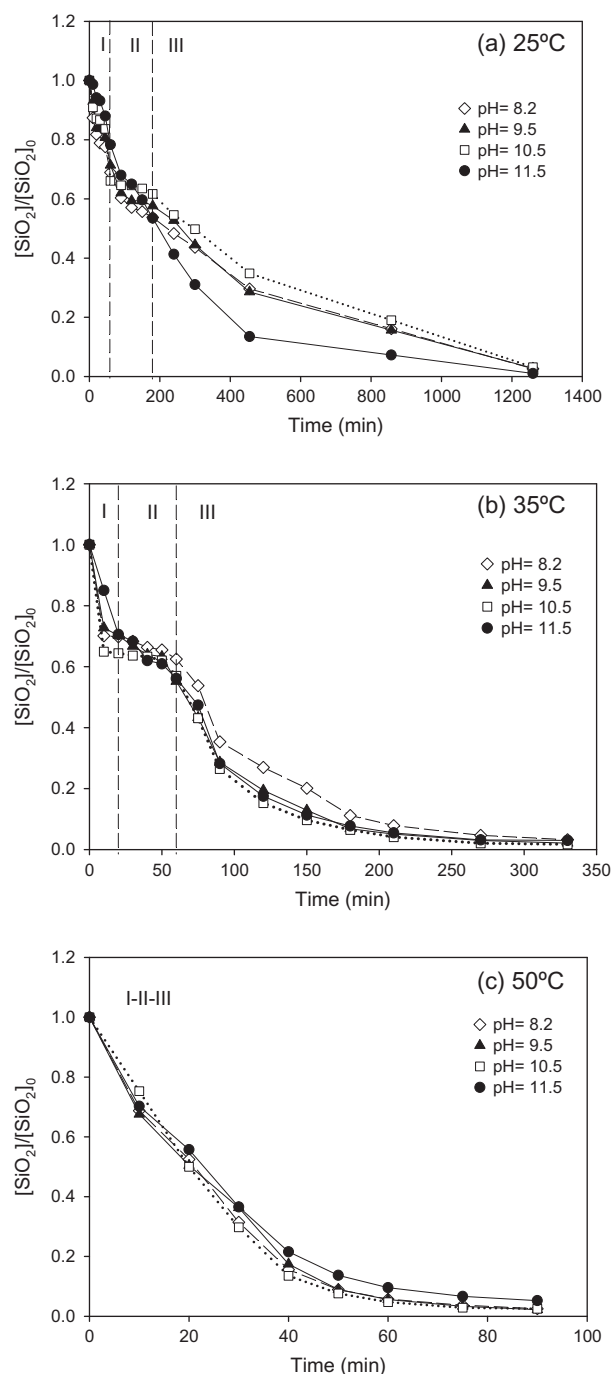 (a) 25ºC
I II III
pH= 8.2
pH= 9.5
pH= 10.5
pH= 11.5
[SiO₂]/[SiO₂]₀
1.2
1.0
0.8
0.6
0.4
0.2
0.0
0 200 400 600 800 1000 1200 1400
Time (min)
(b) 35ºC
I II III
pH= 8.2
pH= 9.5
pH= 10.5
pH= 11.5
[SiO₂]/[SiO₂]₀
1.2
1.0
0.8
0.6
0.4
0.2
0.0
0 50 100 150 200 250 300 350
Time (min)
(c) 50ºC
I-II-III
pH= 8.2
pH= 9.5
pH= 10.5
pH= 11.5
[SiO₂]/[SiO₂]₀
1.2
1.0
0.8
0.6
0.4
0.2
0.0
0 20 40 60 80 100
Time (min)